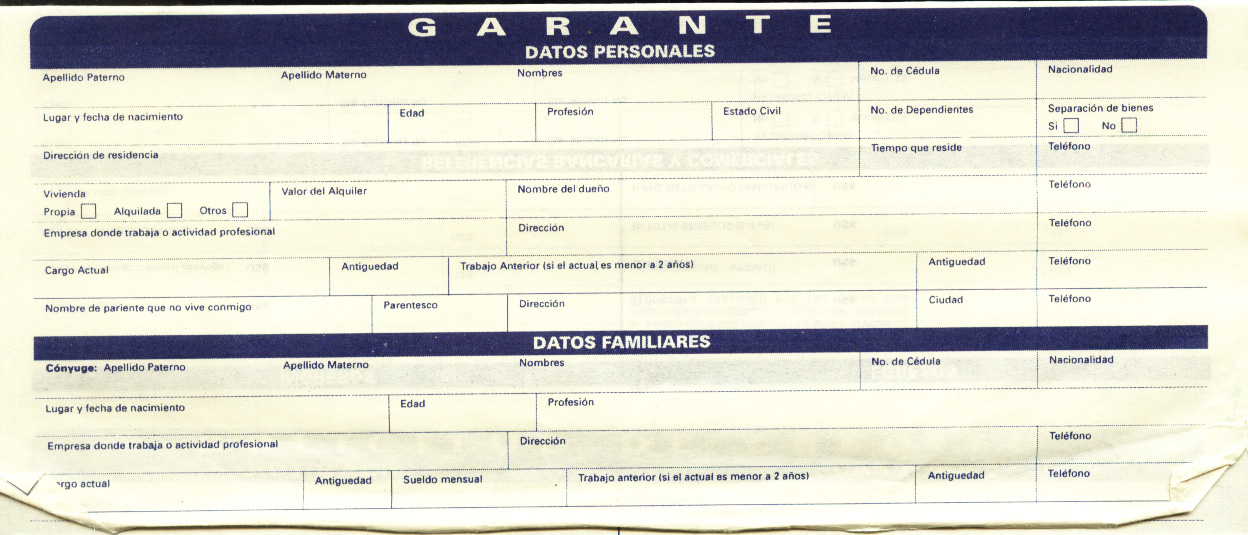 GARANTE
DATOS PERSONALES
Apellido Paterno Apellido Materno Nombres No. de Cédula Nacionalidad
Lugar y fecha de nacimiento Edad Profesión Estado Civil No. de Dependientes Separación de bienes
Si No
Dirección de residencia Tiempo que reside Teléfono
Vivienda Valor del Alquiler Nombre del dueño Teléfono
Propia Alquilada Otros
Empresa donde trabaja o actividad profesional Dirección Teléfono
Cargo Actual Antiguedad Trabajo Anterior (si el actual es menor a 2 años) Antiguedad Teléfono
Nombre de pariente que no vive conmigo Parentesco Dirección Ciudad Teléfono
DATOS FAMILIARES
Cónyuge: Apellido Paterno Apellido Materno Nombres No. de Cédula Nacionalidad
Lugar y fecha de nacimiento Edad Profesión
Empresa donde trabaja o actividad profesional Dirección Teléfono
rgo actual Antiguedad Sueldo mensual Trabajo anterior (si el actual es menor a 2 años) Antiguedad Teléfono